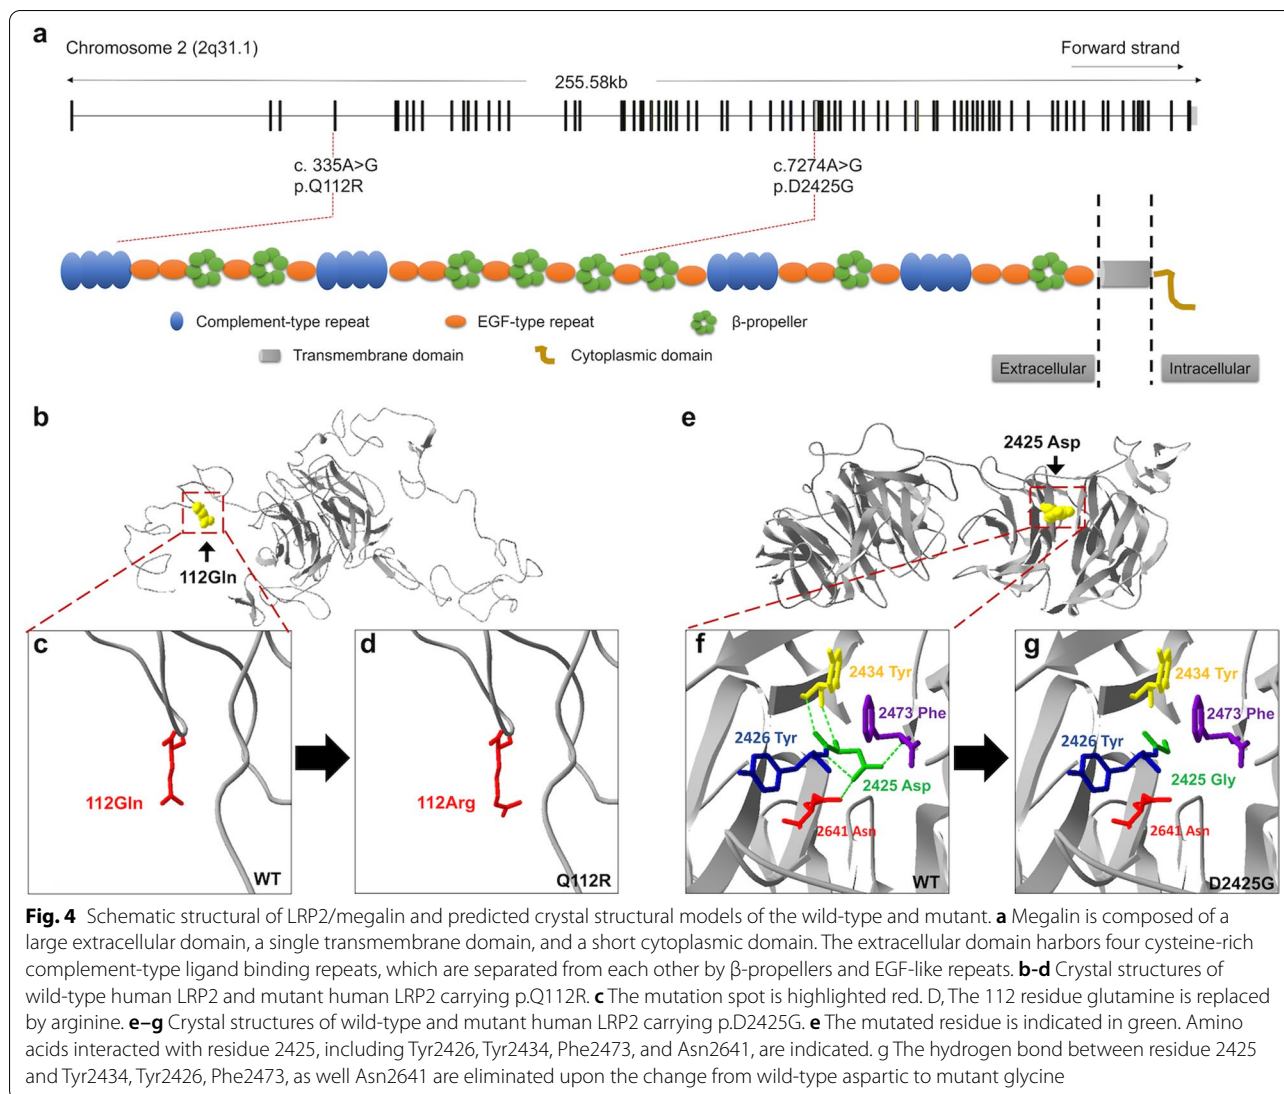 a
Chromosome 2 (2q31.1)
Forward strand
255.58kb
c. 335A>G
p.Q112R
c.7274A>G
p.D2425G
Complement-type repeat
EGF-type repeat
β-propeller
Transmembrane domain
Cytoplasmic domain
Extracellular
Intracellular
b
112Gln
e
2425 Asp
c
112Gln
WT
d
112Arg
Q112R
f
2434 Tyr
2473 Phe
2426 Tyr
2425 Asp
2641 Asn
WT
g
2434 Tyr
2473 Phe
2426 Tyr
2425 Gly
2641 Asn
D2425G
Fig. 4 Schematic structural of LRP2/megalin and predicted crystal structural models of the wild-type and mutant. a Megalin is composed of a
large extracellular domain, a single transmembrane domain, and a short cytoplasmic domain. The extracellular domain harbors four cysteine-rich
complement-type ligand binding repeats, which are separated from each other by β-propellers and EGF-like repeats. b-d Crystal structures of
wild-type human LRP2 and mutant human LRP2 carrying p.Q112R. c The mutation spot is highlighted red. D, The 112 residue glutamine is replaced
by arginine. e–g Crystal structures of wild-type and mutant human LRP2 carrying p.D2425G. e The mutated residue is indicated in green. Amino
acids interacted with residue 2425, including Tyr2426, Tyr2434, Phe2473, and Asn2641, are indicated. g The hydrogen bond between residue 2425
and Tyr2434, Tyr2426, Phe2473, as well Asn2641 are eliminated upon the change from wild-type aspartic to mutant glycine